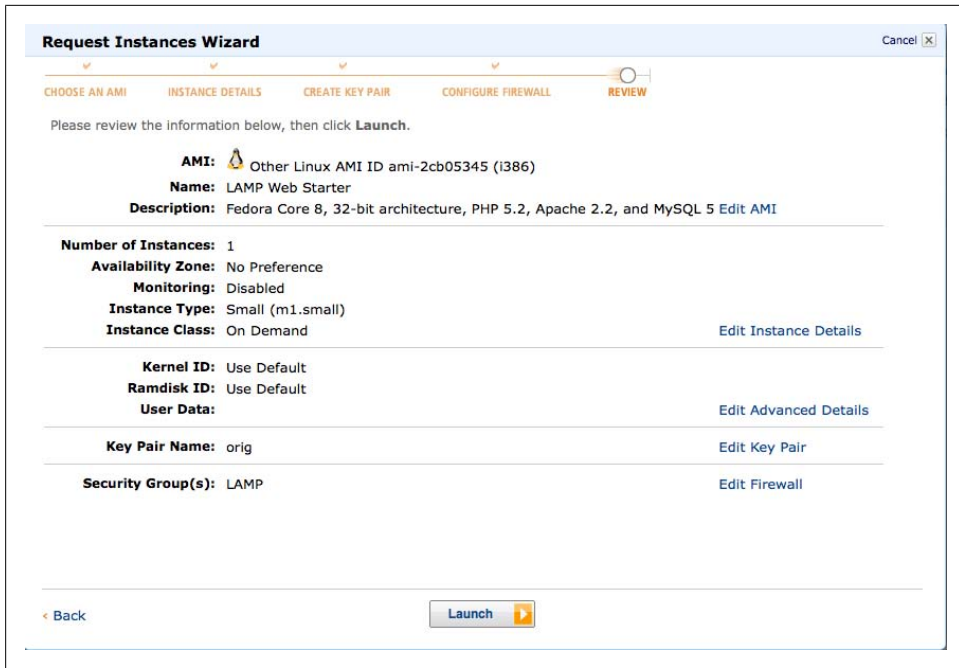 Request Instances Wizard
Cancel
CHOOSE AN AMI INSTANCE DETAILS CREATE KEY PAIR CONFIGURE FIREWALL REVIEW
Please review the information below, then click Launch.
AMI: Other Linux AMI ID ami-2cb05345 (i386)
Name: LAMP Web Starter
Description: Fedora Core 8, 32-bit architecture, PHP 5.2, Apache 2.2, and MySQL 5 Edit AMI
Number of Instances: 1
Availability Zone: No Preference
Monitoring: Disabled
Instance Type: Small (m1.small)
Instance Class: On Demand Edit Instance Details
Kernel ID: Use Default
Ramdisk ID: Use Default
User Data: Edit Advanced Details
Key Pair Name: orig Edit Key Pair
Security Group(s): LAMP Edit Firewall
< Back Launch